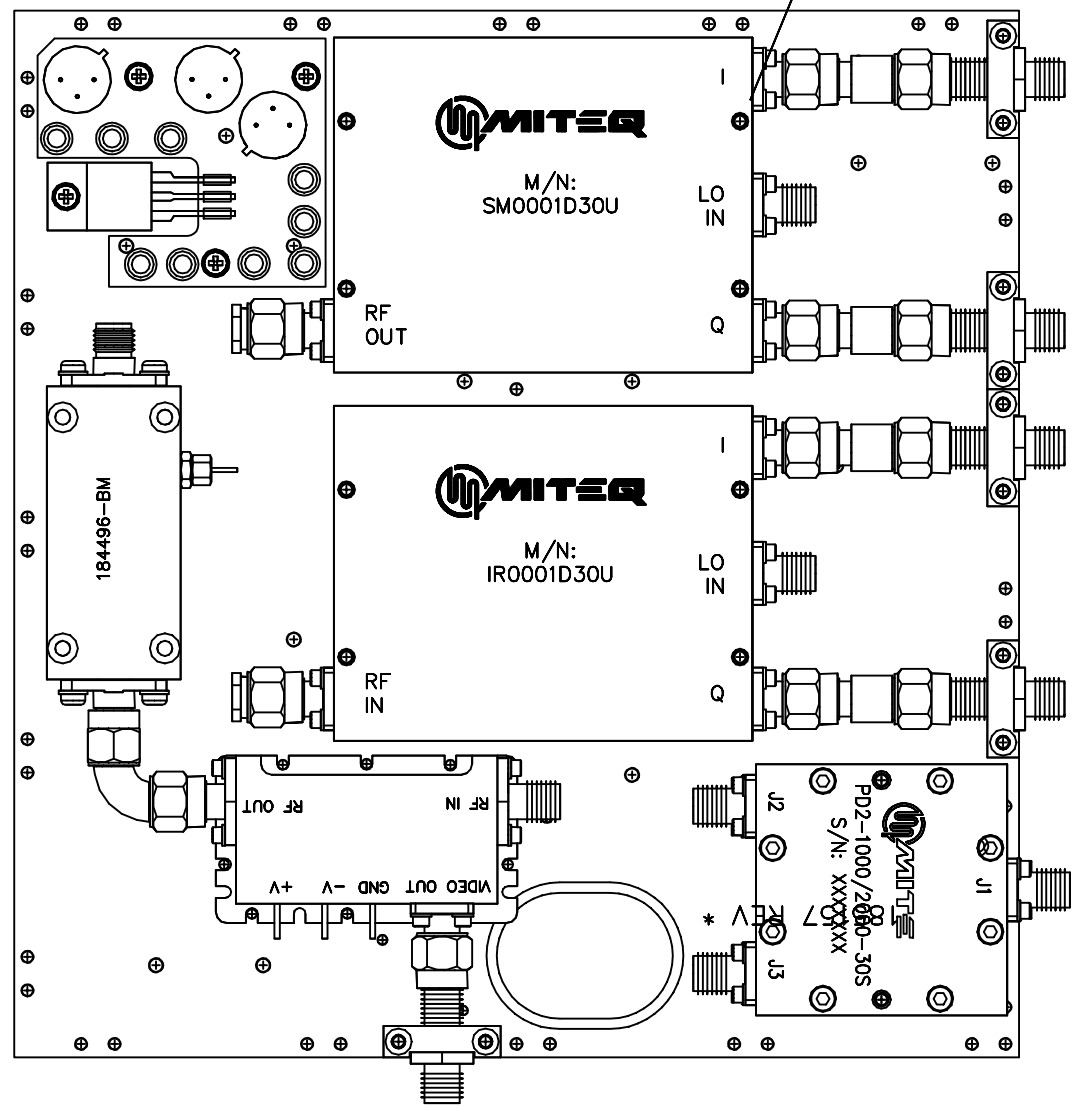 I
MITEQ
M/N:
SM0001D30U
LO
IN
RF
OUT
Q
I
MITEQ
M/N:
IR0001D30U
LO
IN
184496-BM
RF
IN
Q
RF OUT
RF IN
+V
-V
GND
VIDEO OUT
J2
PD2-1000/2000-30S
S/N: XXXXXXX
MITEQ
J1
REV *
J3